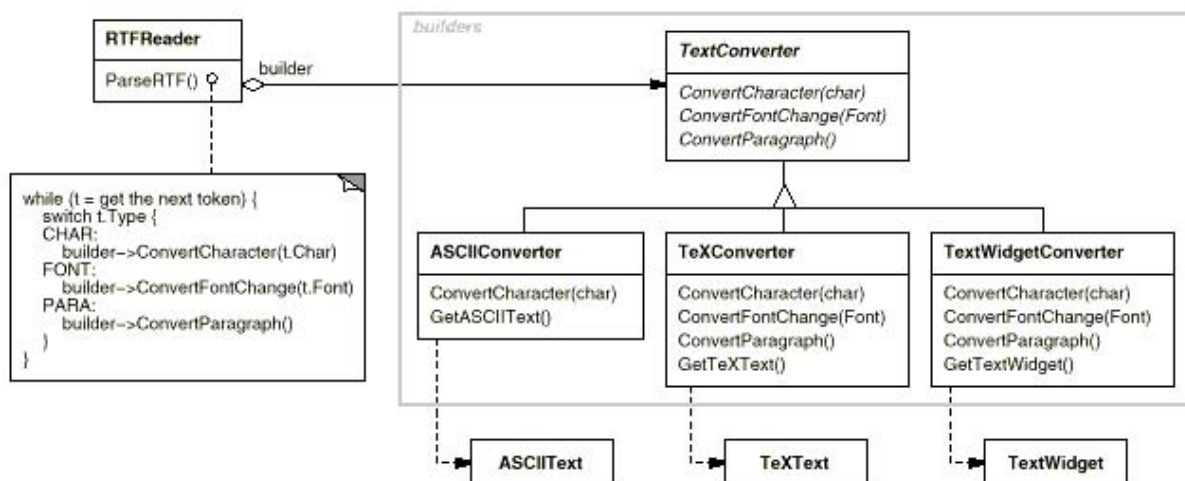 RTFReader
ParseRTF()
builder
builders
TextConverter
ConvertCharacter(char)
ConvertFontChange(Font)
ConvertParagraph()
while (t = get the next token) {
switch t.Type {
CHAR:
builder->ConvertCharacter(t.Char)
FONT:
builder->ConvertFontChange(t.Font)
PARA:
builder->ConvertParagraph()
}
}
ASCIIConverter
ConvertCharacter(char)
GetASCIIText()
TeXConverter
ConvertCharacter(char)
ConvertFontChange(Font)
ConvertParagraph()
GetTeXText()
TextWidgetConverter
ConvertCharacter(char)
ConvertFontChange(Font)
ConvertParagraph()
GetTextWidget()
ASCIIText
TeXText
TextWidget